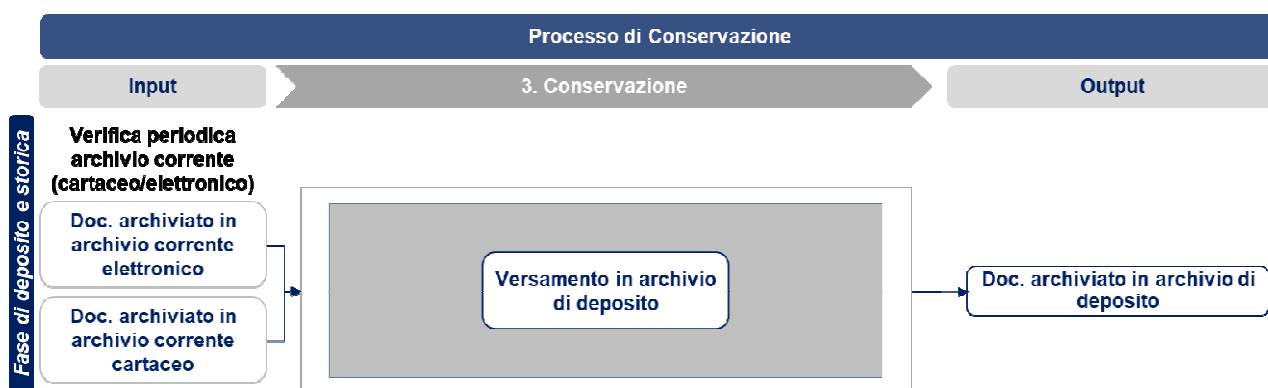 Processo di Conservazione
Input
3. Conservazione
Output
Fase di deposito e storica
Verifica periodica
archivio corrente
(cartaceo/elettronico)
Doc. archiviato in
archivio corrente
elettronico
Doc. archiviato in
archivio corrente
cartaceo
Versamento in archivio
di deposito
Doc. archiviato in archivio di
deposito